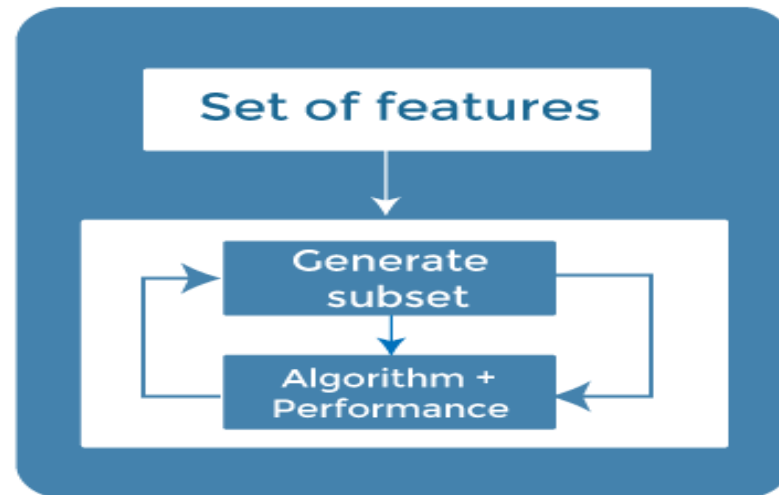 Set of features
Generate
subset
Algorithm +
Performance